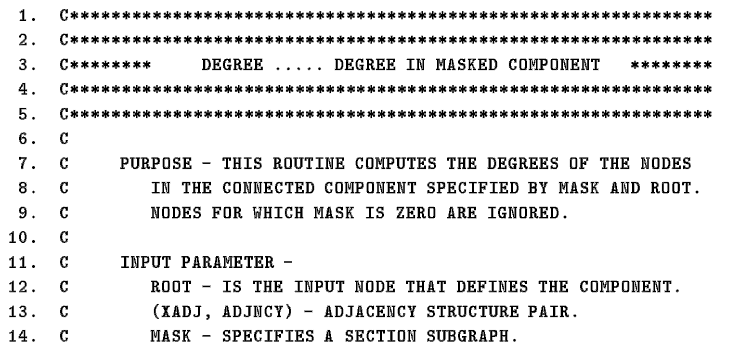 1. C***************************************************************
2. C***************************************************************
3. C******** DEGREE ..... DEGREE IN MASKED COMPONENT ********
4. C***************************************************************
5. C***************************************************************
6. C
7. C PURPOSE - THIS ROUTINE COMPUTES THE DEGREES OF THE NODES
8. C IN THE CONNECTED COMPONENT SPECIFIED BY MASK AND ROOT.
9. C NODES FOR WHICH MASK IS ZERO ARE IGNORED.
10. C
11. C INPUT PARAMETER -
12. C ROOT - IS THE INPUT NODE THAT DEFINES THE COMPONENT.
13. C (XADJ, ADJNCY) - ADJACENCY STRUCTURE PAIR.
14. C MASK - SPECIFIES A SECTION SUBGRAPH.